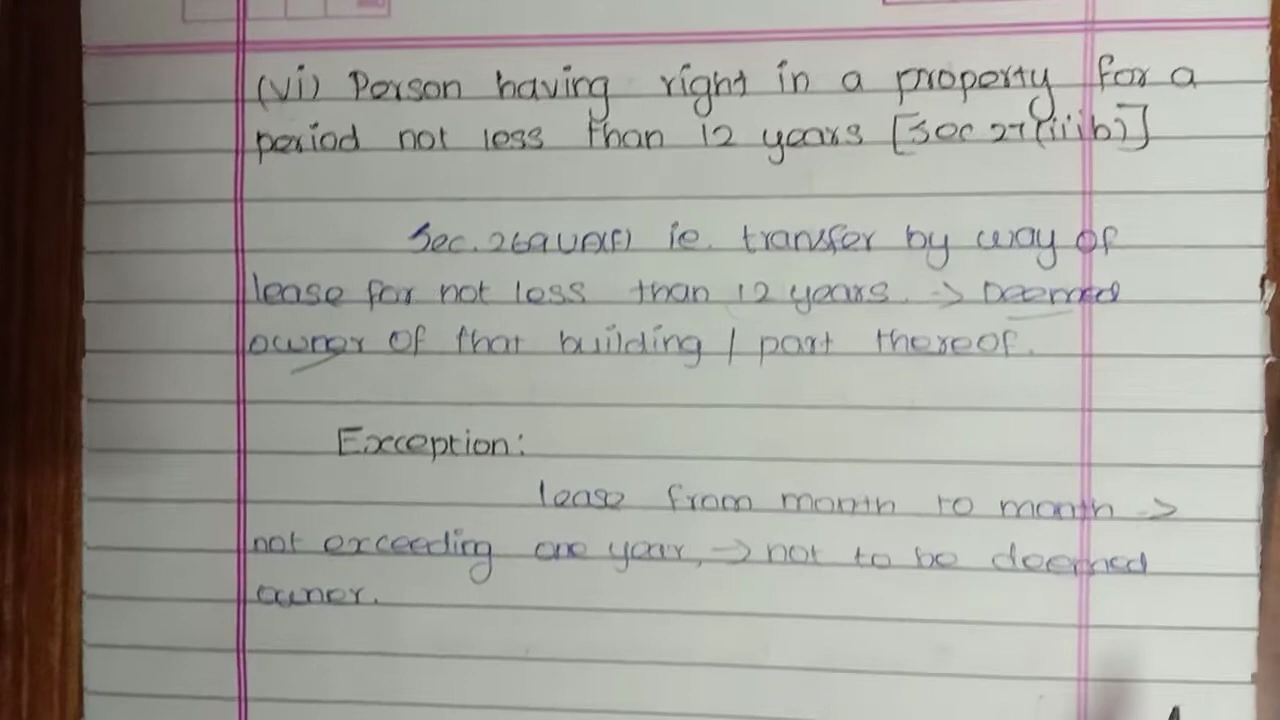 (vi) Person having right in a property for a
period not less than 12 years [Sec 27(iiib)]
Sec. 269UA(f) ie. transfer by way of
lease for not less than 12 years. -> Deemed
owner of that building / part thereof.
Exception:
lease from month to month ->
not exceeding one year, -> not to be deemed
owner.